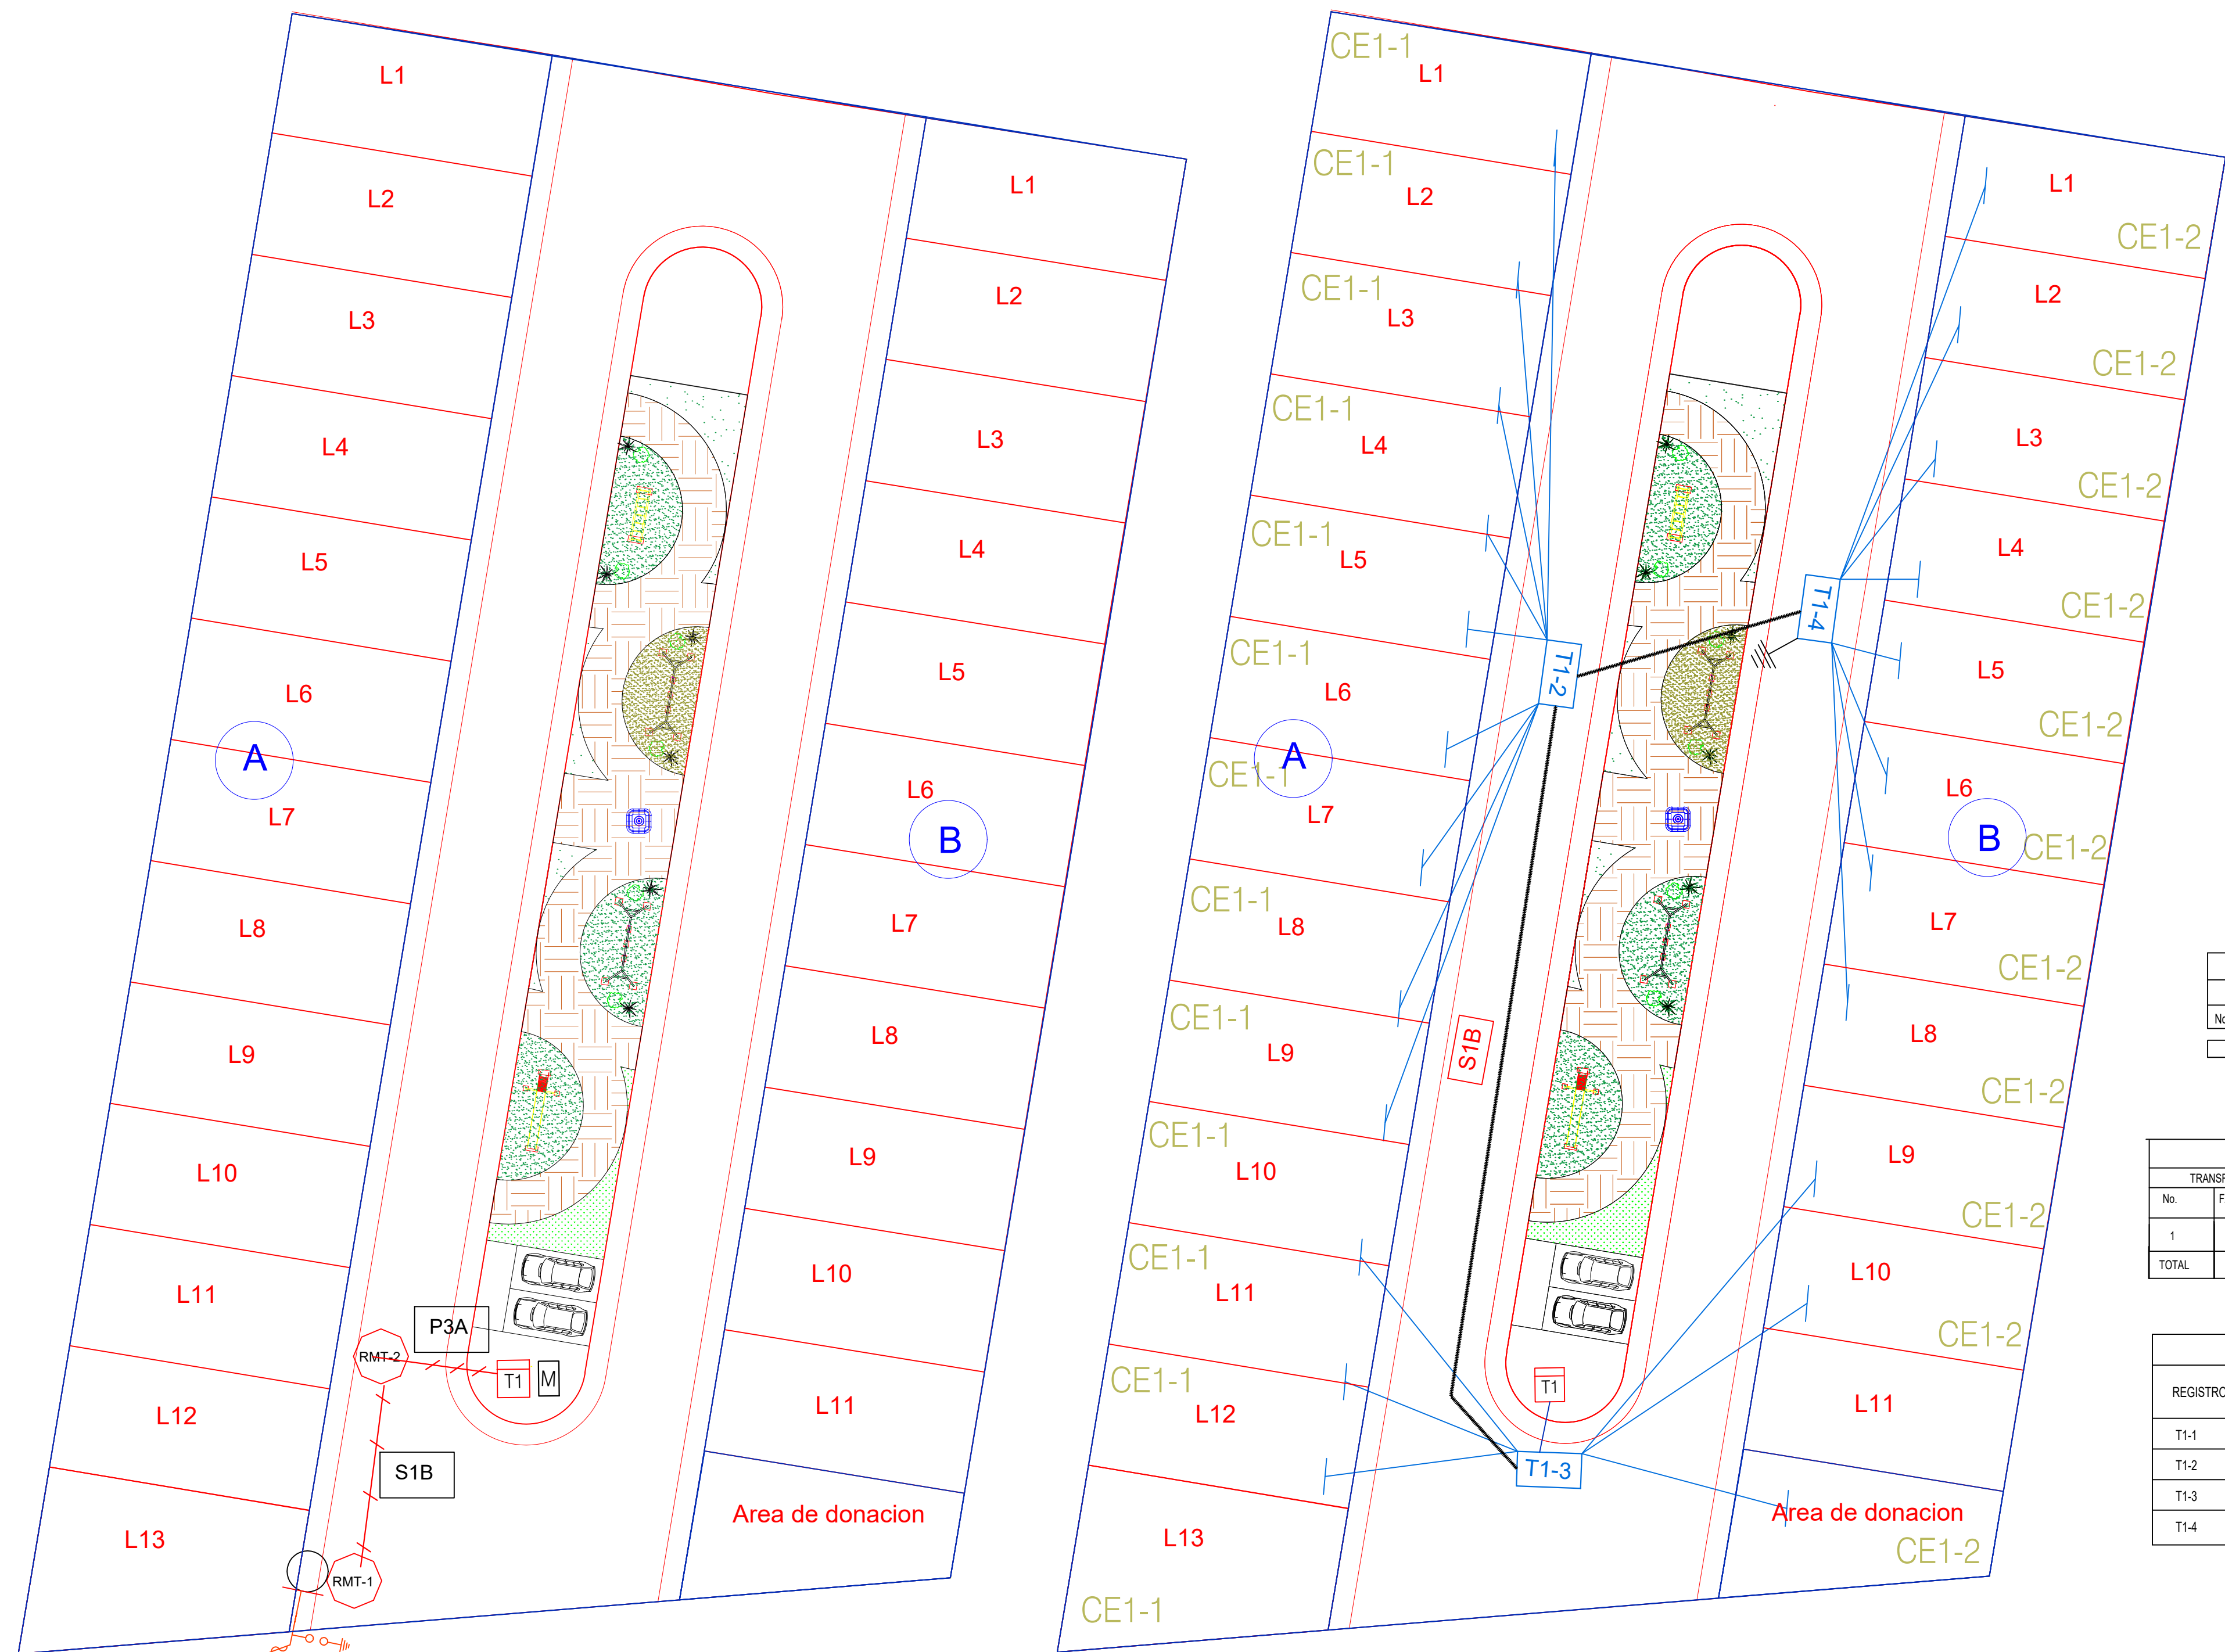 L1
L2
L3
L4
L5
L6
A
L7
L8
L9
L10
L11
L12
L13
L1
L2
L3
L4
L5
L6
B
L7
L8
L9
L10
L11
Area de donacion
P3A
RMT-2
T1
M
S1B
RMT-1
CE1-1
L1
CE1-1
L2
CE1-1
L3
CE1-1
L4
CE1-1
L5
CE1-1
L6
A
CE1-1
L7
CE1-1
L8
CE1-1
L9
CE1-1
L10
CE1-1
L11
CE1-1
L12
L13
CE1-1
T1-2
T1-4
S1B
T1
T1-3
L1
CE1-2
L2
CE1-2
L3
CE1-2
L4
CE1-2
L5
CE1-2
L6
B
CE1-2
L7
CE1-2
L8
CE1-2
L9
CE1-2
L10
CE1-2
L11
Area de donacion
CE1-2
No.
1
TOTAL
T1-1
T1-2
T1-3
T1-4